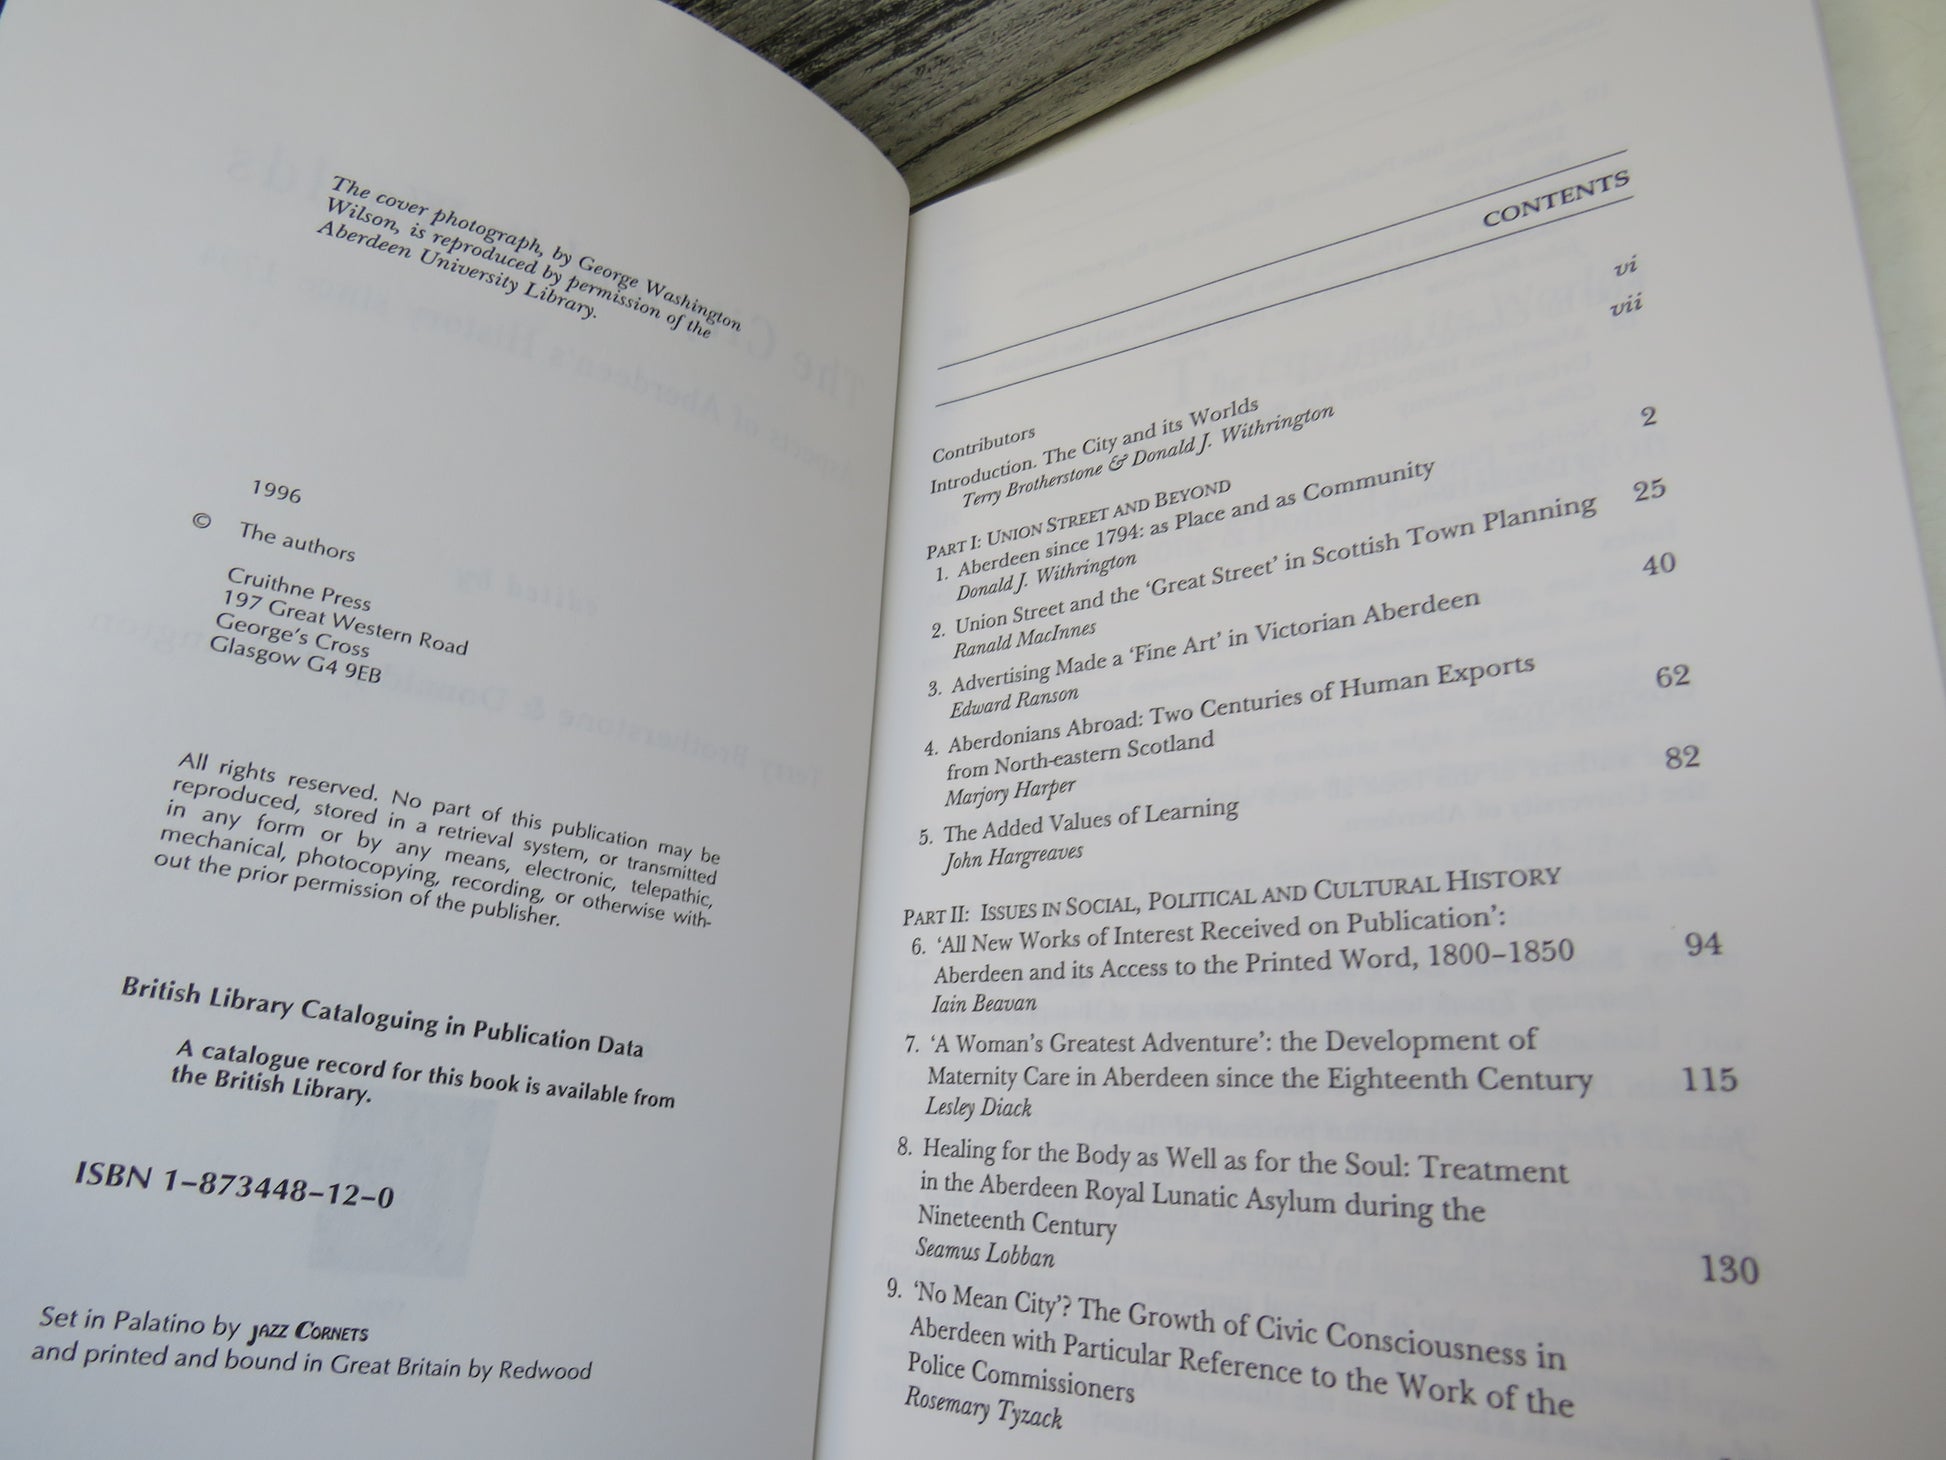 The cover photograph, by George Washington
Wilson, is reproduced by permission of the
Aberdeen University Library.
1996
© The authors
Cruithne Press
197 Great Western Road
George's Cross
Glasgow G4 9EB
All rights reserved. No part of this publication may be
reproduced, stored in a retrieval system, or transmitted
in any form or by any means, electronic, telepathic,
mechanical, photocopying, recording, or otherwise with-
out the prior permission of the publisher.
British Library Cataloguing in Publication Data
A catalogue record for this book is available from
the British Library.
ISBN 1-873448-12-0
Set in Palatino by JAZZ CORNETS
and printed and bound in Great Britain by Redwood
CONTENTS
Contributors vi
Introduction. The City and its Worlds vii
Terry Brotherstone & Donald J. Withrington
PART I: UNION STREET AND BEYOND
1. Aberdeen since 1794: as Place and as Community 2
Donald J. Withrington
2. Union Street and the 'Great Street' in Scottish Town Planning 25
Ranald MacInnes
3. Advertising Made a 'Fine Art' in Victorian Aberdeen 40
Edward Ranson
4. Aberdonians Abroad: Two Centuries of Human Exports
from North-eastern Scotland 62
Marjory Harper
5. The Added Values of Learning 82
John Hargreaves
PART II: ISSUES IN SOCIAL, POLITICAL AND CULTURAL HISTORY
6. 'All New Works of Interest Received on Publication':
Aberdeen and its Access to the Printed Word, 1800–1850 94
Iain Beavan
7. 'A Woman's Greatest Adventure': the Development of
Maternity Care in Aberdeen since the Eighteenth Century 115
Lesley Diack
8. Healing for the Body as Well as for the Soul: Treatment
in the Aberdeen Royal Lunatic Asylum during the
Nineteenth Century 130
Seamus Lobban
9. 'No Mean City'? The Growth of Civic Consciousness in
Aberdeen with Particular Reference to the Work of the
Police Commissioners
Rosemary Tyzack